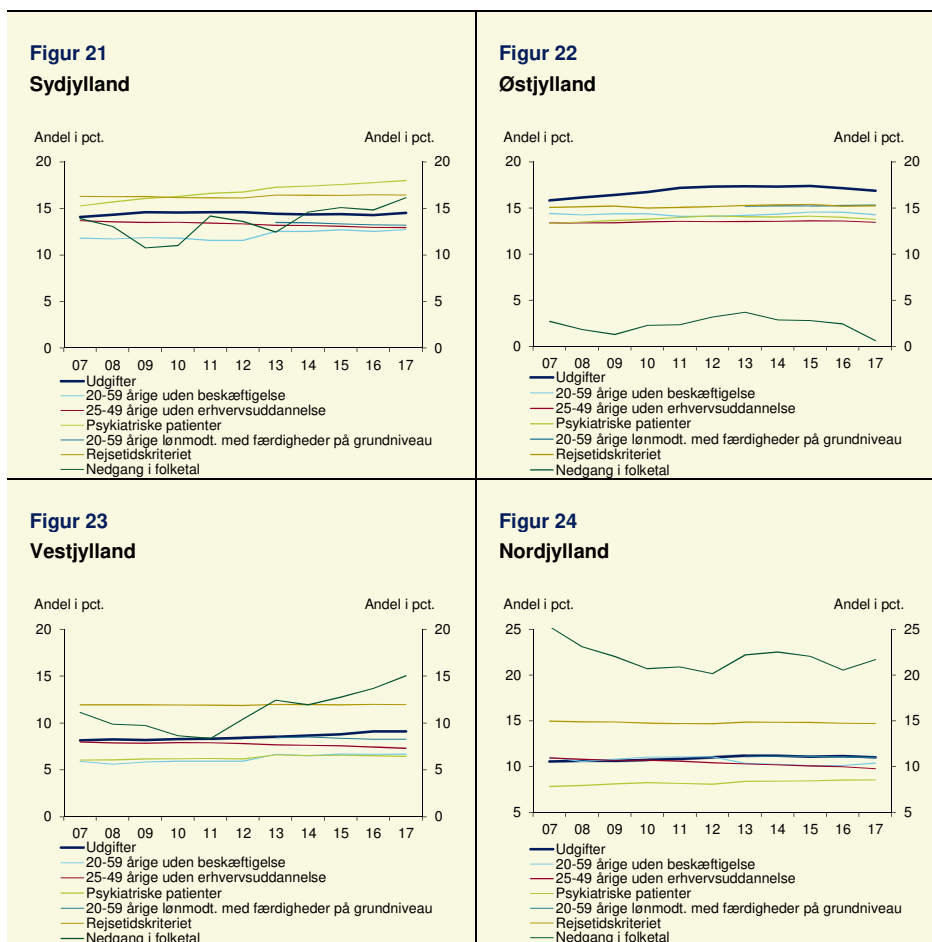 Figur 21
Sydjylland
Andel i pct.
Andel i pct.
20
15
10
5
0
20
15
10
5
0
07 08 09 10 11 12 13 14 15 16 17
Udgifter
20-59 årige uden beskæftigelse
25-49 årige uden erhvervsuddannelse
Psykiatriske patienter
20-59 årige lønmodt. med færdigheder på grundniveau
Rejsetidskriteriet
Nedgang i folketal
Figur 22
Østjylland
Andel i pct.
Andel i pct.
20
15
10
5
0
20
15
10
5
0
07 08 09 10 11 12 13 14 15 16 17
Udgifter
20-59 årige uden beskæftigelse
25-49 årige uden erhvervsuddannelse
Psykiatriske patienter
20-59 årige lønmodt. med færdigheder på grundniveau
Rejsetidskriteriet
Nedgang i folketal
Figur 23
Vestjylland
Andel i pct.
Andel i pct.
20
15
10
5
0
20
15
10
5
0
07 08 09 10 11 12 13 14 15 16 17
Udgifter
20-59 årige uden beskæftigelse
25-49 årige uden erhvervsuddannelse
Psykiatriske patienter
20-59 årige lønmodt. med færdigheder på grundniveau
Rejsetidskriteriet
Nedgang i folketal
Figur 24
Nordjylland
Andel i pct.
Andel i pct.
25
20
15
10
5
25
20
15
10
5
07 08 09 10 11 12 13 14 15 16 17
Udgifter
20-59 årige uden beskæftigelse
25-49 årige uden erhvervsuddannelse
Psykiatriske patienter
20-59 årige lønmodt. med færdigheder på grundniveau
Rejsetidskriteriet
Nedgang i folketal